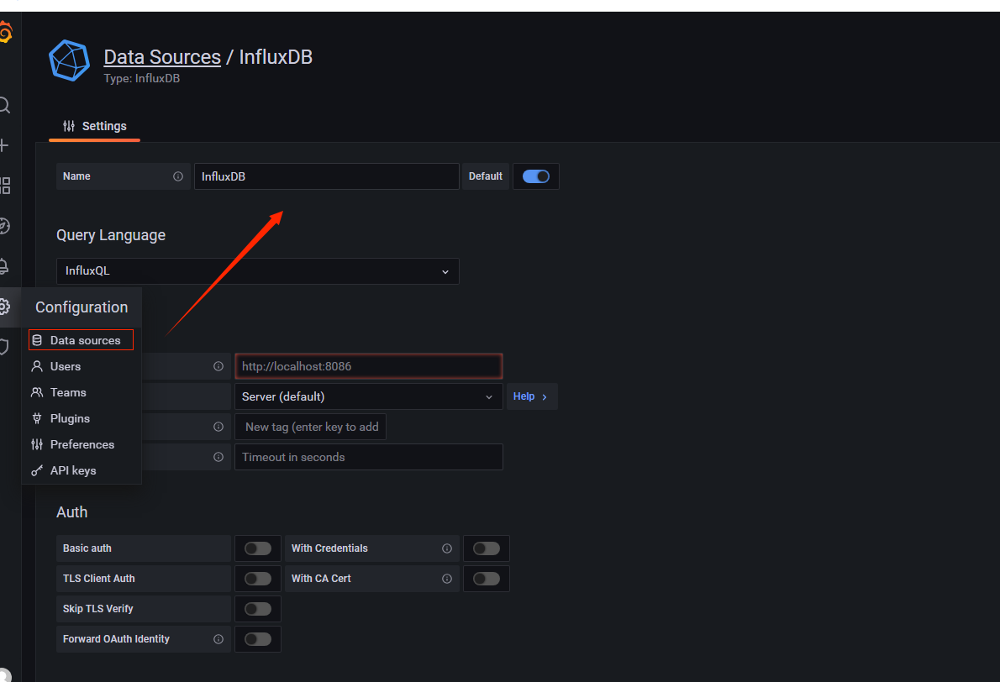 Data Sources / InfluxDB
Type: InfluxDB
Settings
Name InfluxDB Default
Query Language
InfluxQL
Configuration
Data sources
Users
Teams
Plugins
Preferences
API keys
http://localhost:8086
Server (default) Help
New tag (enter key to add
Timeout in seconds
Auth
Basic auth With Credentials
TLS Client Auth With CA Cert
Skip TLS Verify
Forward OAuth Identity